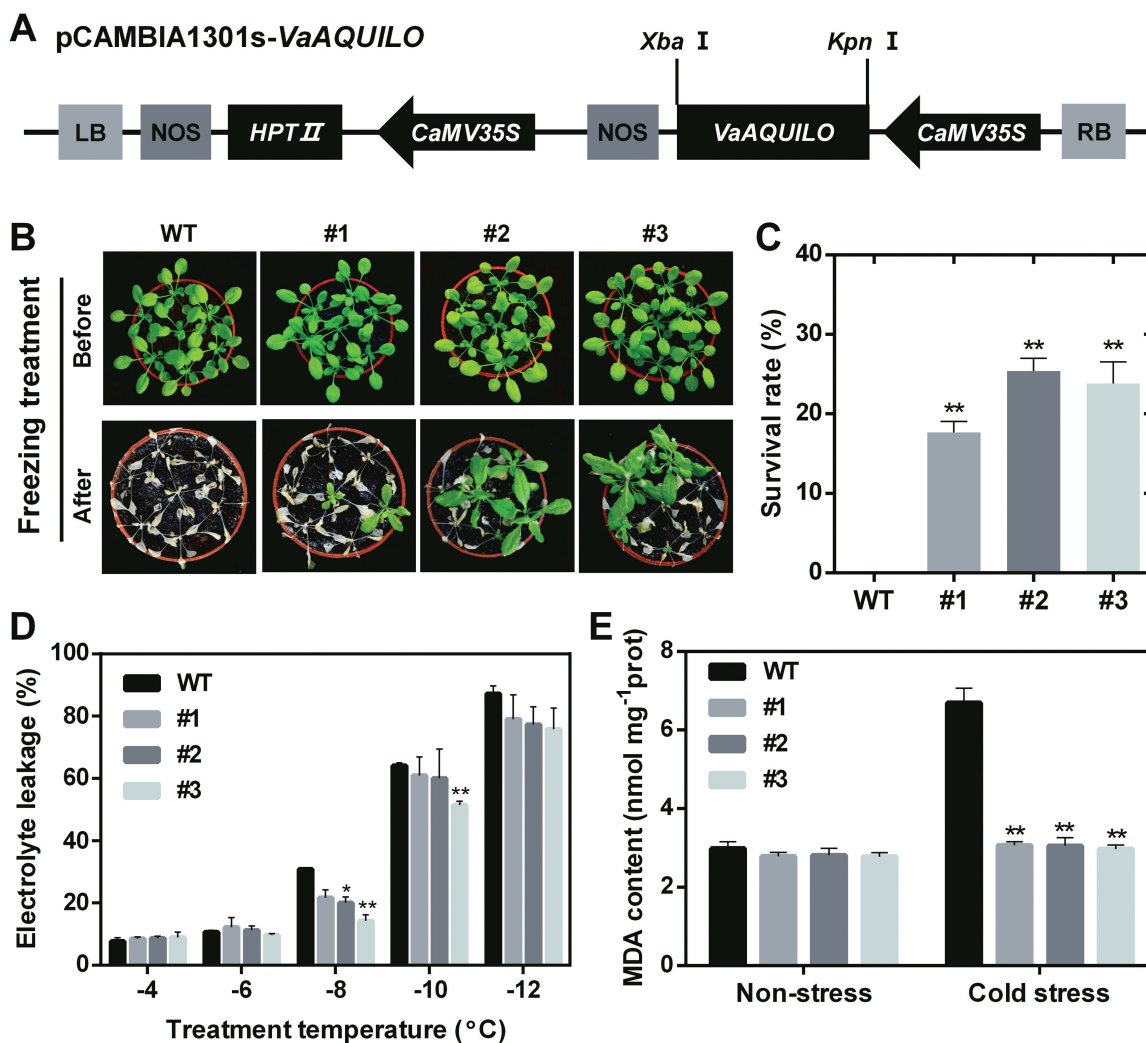 A pCAMBIA1301s-VaAQUILO
Xba I Kpn I
LB NOS HPT II CaMV35S NOS VaAQUILO CaMV35S RB
B WT #1 #2 #3
Freezing treatment
Before
After
C
Survival rate (%)
40
30
20
10
0
** ** **
WT #1 #2 #3
D
Electrolyte leakage (%)
100
80
60
40
20
0
WT
#1
#2
#3
* **
**
-4 -6 -8 -10 -12
Treatment temperature (°C)
E
MDA content (nmol mg-1prot)
8
6
4
2
0
WT
#1
#2
#3
** ** **
Non-stress Cold stress